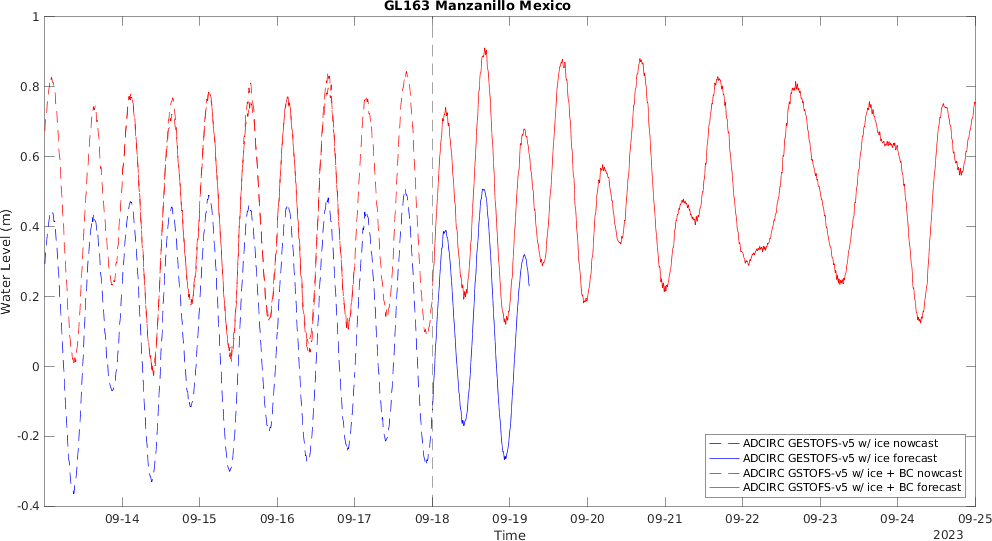 GL163 Manzanillo Mexico
1
0.8
0.6
0.4
0.2
0
-0.2
-0.4
Water Level (m)
09-14 09-15 09-16 09-17 09-18 09-19 09-20 09-21 09-22 09-23 09-24 09-25
Time
2023
ADCIRC GESTOFS-v5 w/ ice nowcast
ADCIRC GESTOFS-v5 w/ ice forecast
ADCIRC GSTOFS-v5 w/ ice + BC nowcast
ADCIRC GSTOFS-v5 w/ ice + BC forecast